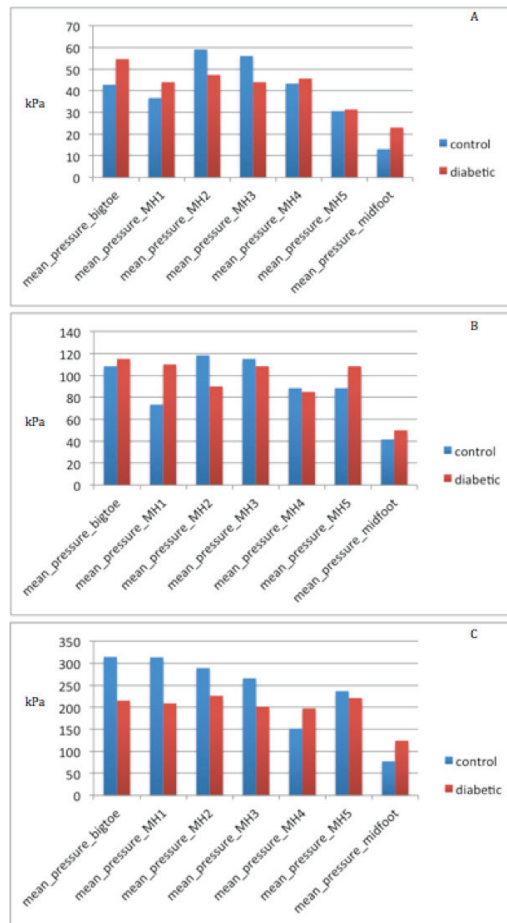 A
70
60
50
40
30
20
10
0
kPa
control
diabetic
mean_pressure_bigtoe
mean_pressure_MH1
mean_pressure_MH2
mean_pressure_MH3
mean_pressure_MH4
mean_pressure_MH5
mean_pressure_midfoot
B
140
120
100
80
60
40
20
0
kPa
control
diabetic
mean_pressure_bigtoe
mean_pressure_MH1
mean_pressure_MH2
mean_pressure_MH3
mean_pressure_MH4
mean_pressure_MH5
mean_pressure_midfoot
C
350
300
250
200
150
100
50
0
kPa
control
diabetic
mean_pressure_bigtoe
mean_pressure_MH1
mean_pressure_MH2
mean_pressure_MH3
mean_pressure_MH4
mean_pressure_MH5
mean_pressure_midfoot